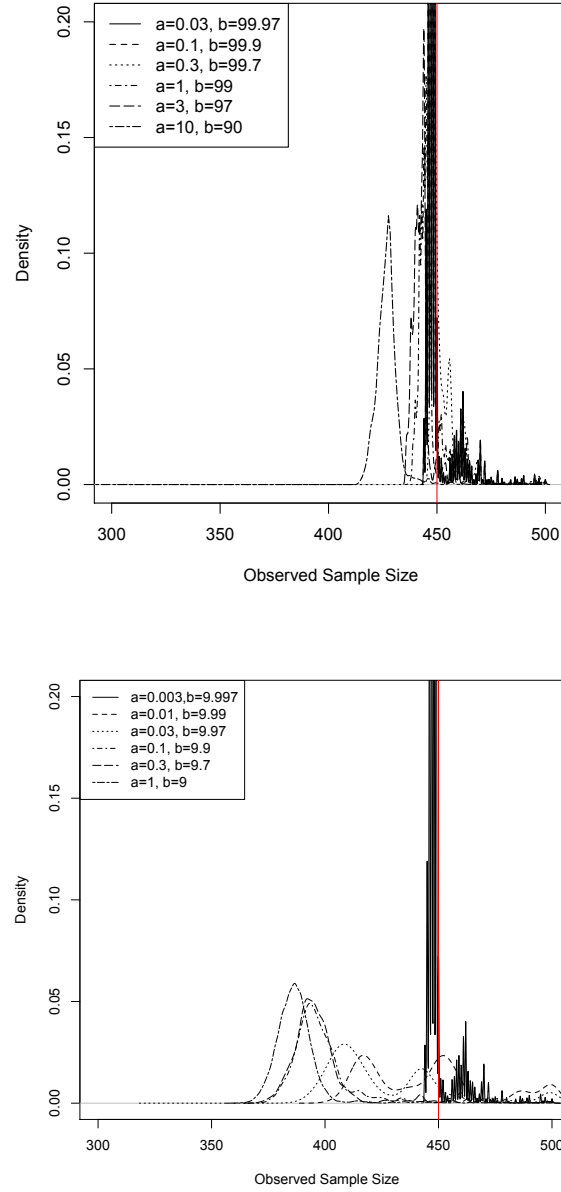 a=0.03, b=99.97
a=0.1, b=99.9
a=0.3, b=99.7
a=1, b=99
a=3, b=97
a=10, b=90
0.20
0.15
0.10
0.05
0.00
Density
300
350
400
450
500
Observed Sample Size
a=0.003,b=9.997
a=0.01, b=9.99
a=0.03, b=9.97
a=0.1, b=9.9
a=0.3, b=9.7
a=1, b=9
0.20
0.15
0.10
0.05
0.00
Density
300
350
400
450
500
Observed Sample Size